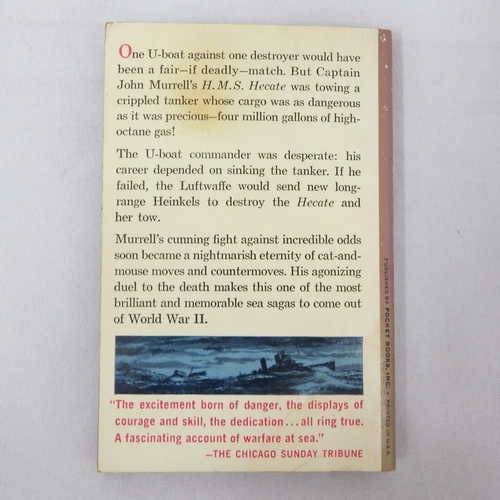 One U-boat against one destroyer would have
been a fair—if deadly—match. But Captain
John Murrell's H.M.S. Hecate was towing a
crippled tanker whose cargo was as dangerous
as it was precious—four million gallons of high-
octane gas!
The U-boat commander was desperate: his
career depended on sinking the tanker. If he
failed, the Luftwaffe would send new long-
range Heinkels to destroy the Hecate and
her tow.
Murrell's cunning fight against incredible odds
soon became a nightmarish eternity of cat-and-
mouse moves and countermoves. His agonizing
duel to the death makes this one of the most
brilliant and memorable sea sagas to come out
of World War II.
"The excitement born of danger, the displays of
courage and skill, the dedication...all ring true.
A fascinating account of warfare at sea."
—THE CHICAGO SUNDAY TRIBUNE
PUBLISHED BY POCKET BOOKS, INC. • PRINTED IN U.S.A.